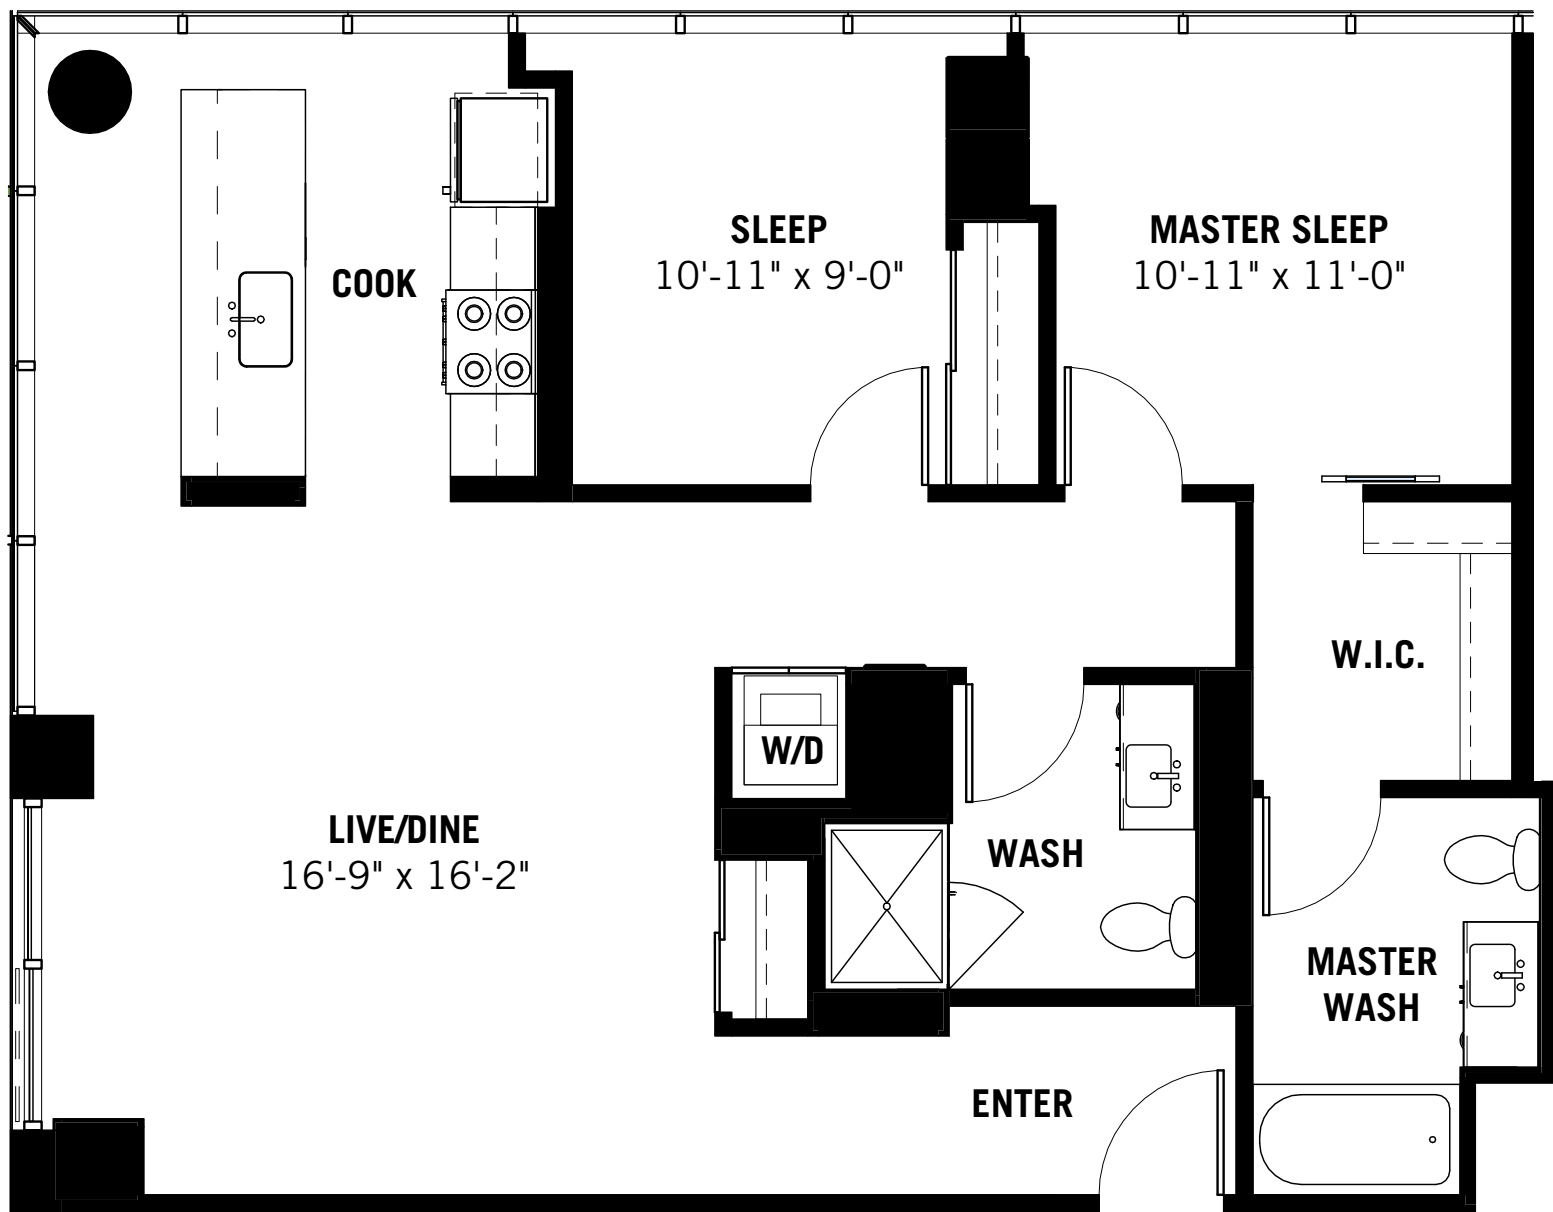 SLEEP
10'-11" x 9'-0"
MASTER SLEEP
10'-11" x 11'-0"
COOK
W.I.C.
W/D
LIVE/DINE
16'-9" x 16'-2"
WASH
MASTER
WASH
ENTER